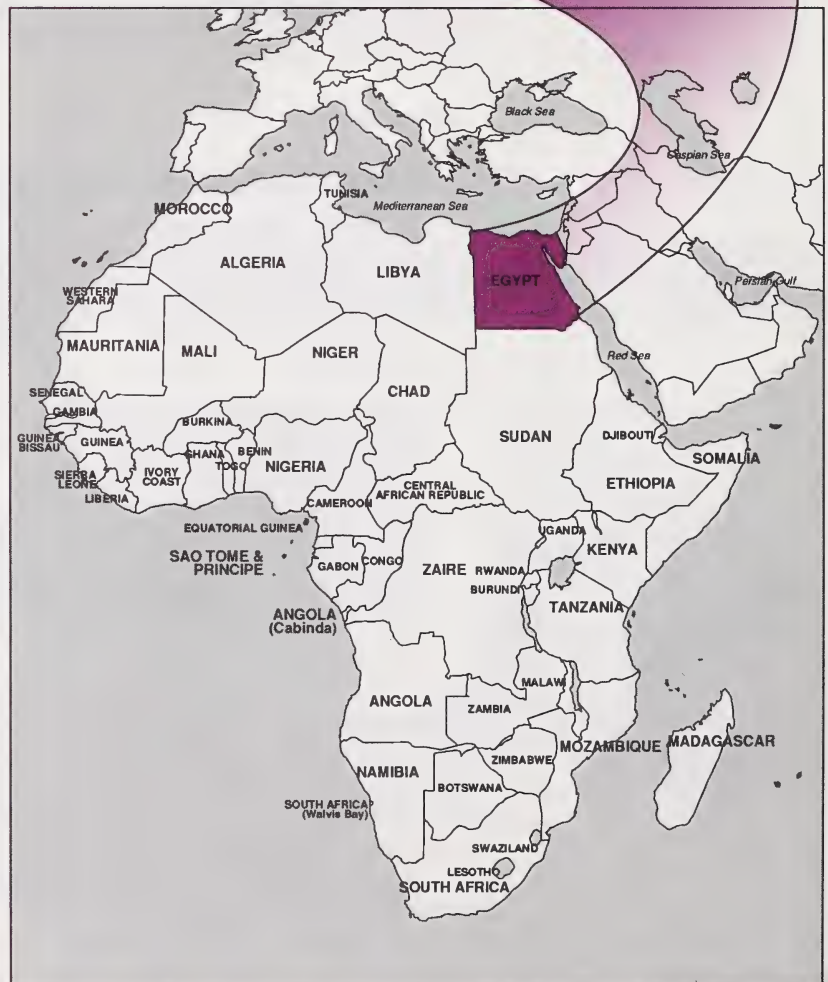 Black Sea
Caspian Sea
TUNISIA
Mediterranean Sea
MOROCCO
ALGERIA
LIBYA
EGYPT
Persian Gulf
WESTERN
SAHARA
MAURITANIA
MALI
NIGER
Red Sea
CHAD
SENEGAL
GAMBIA
BURKINA
GUINEA
BISSAU
GUINEA
GHANA
BENIN
TOGO
NIGERIA
SUDAN
DJIBOUTI
SOMALIA
SIERRA
LEONE
IVORY
COAST
LIBERIA
CENTRAL
AFRICAN REPUBLIC
ETHIOPIA
CAMEROON
EQUATORIAL GUINEA
UGANDA
KENYA
SAO TOME &
PRINCIPE
GABON
CONGO
ZAIRE
RWANDA
BURUNDI
TANZANIA
ANGOLA
(Cabinda)
MALAWI
ANGOLA
ZAMBIA
MOZAMBIQUE
MADAGASCAR
ZIMBABWE
NAMIBIA
BOTSWANA
SOUTH AFRICA
(Walvis Bay)
SWAZILAND
LESOTHO
SOUTH AFRICA